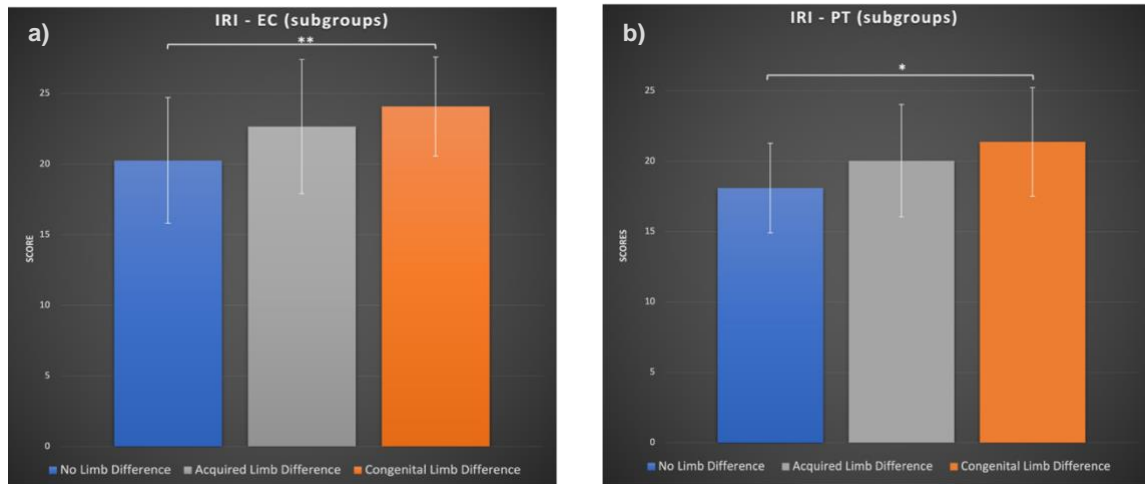 a)
IRI - EC (subgroups)
**
25
20
15
10
5
0
SCORE
No Limb Difference Acquired Limb Difference Congenital Limb Difference
b)
IRI - PT (subgroups)
*
25
20
15
10
5
0
SCORES
No Limb Difference Acquired Limb Difference Congenital Limb Difference